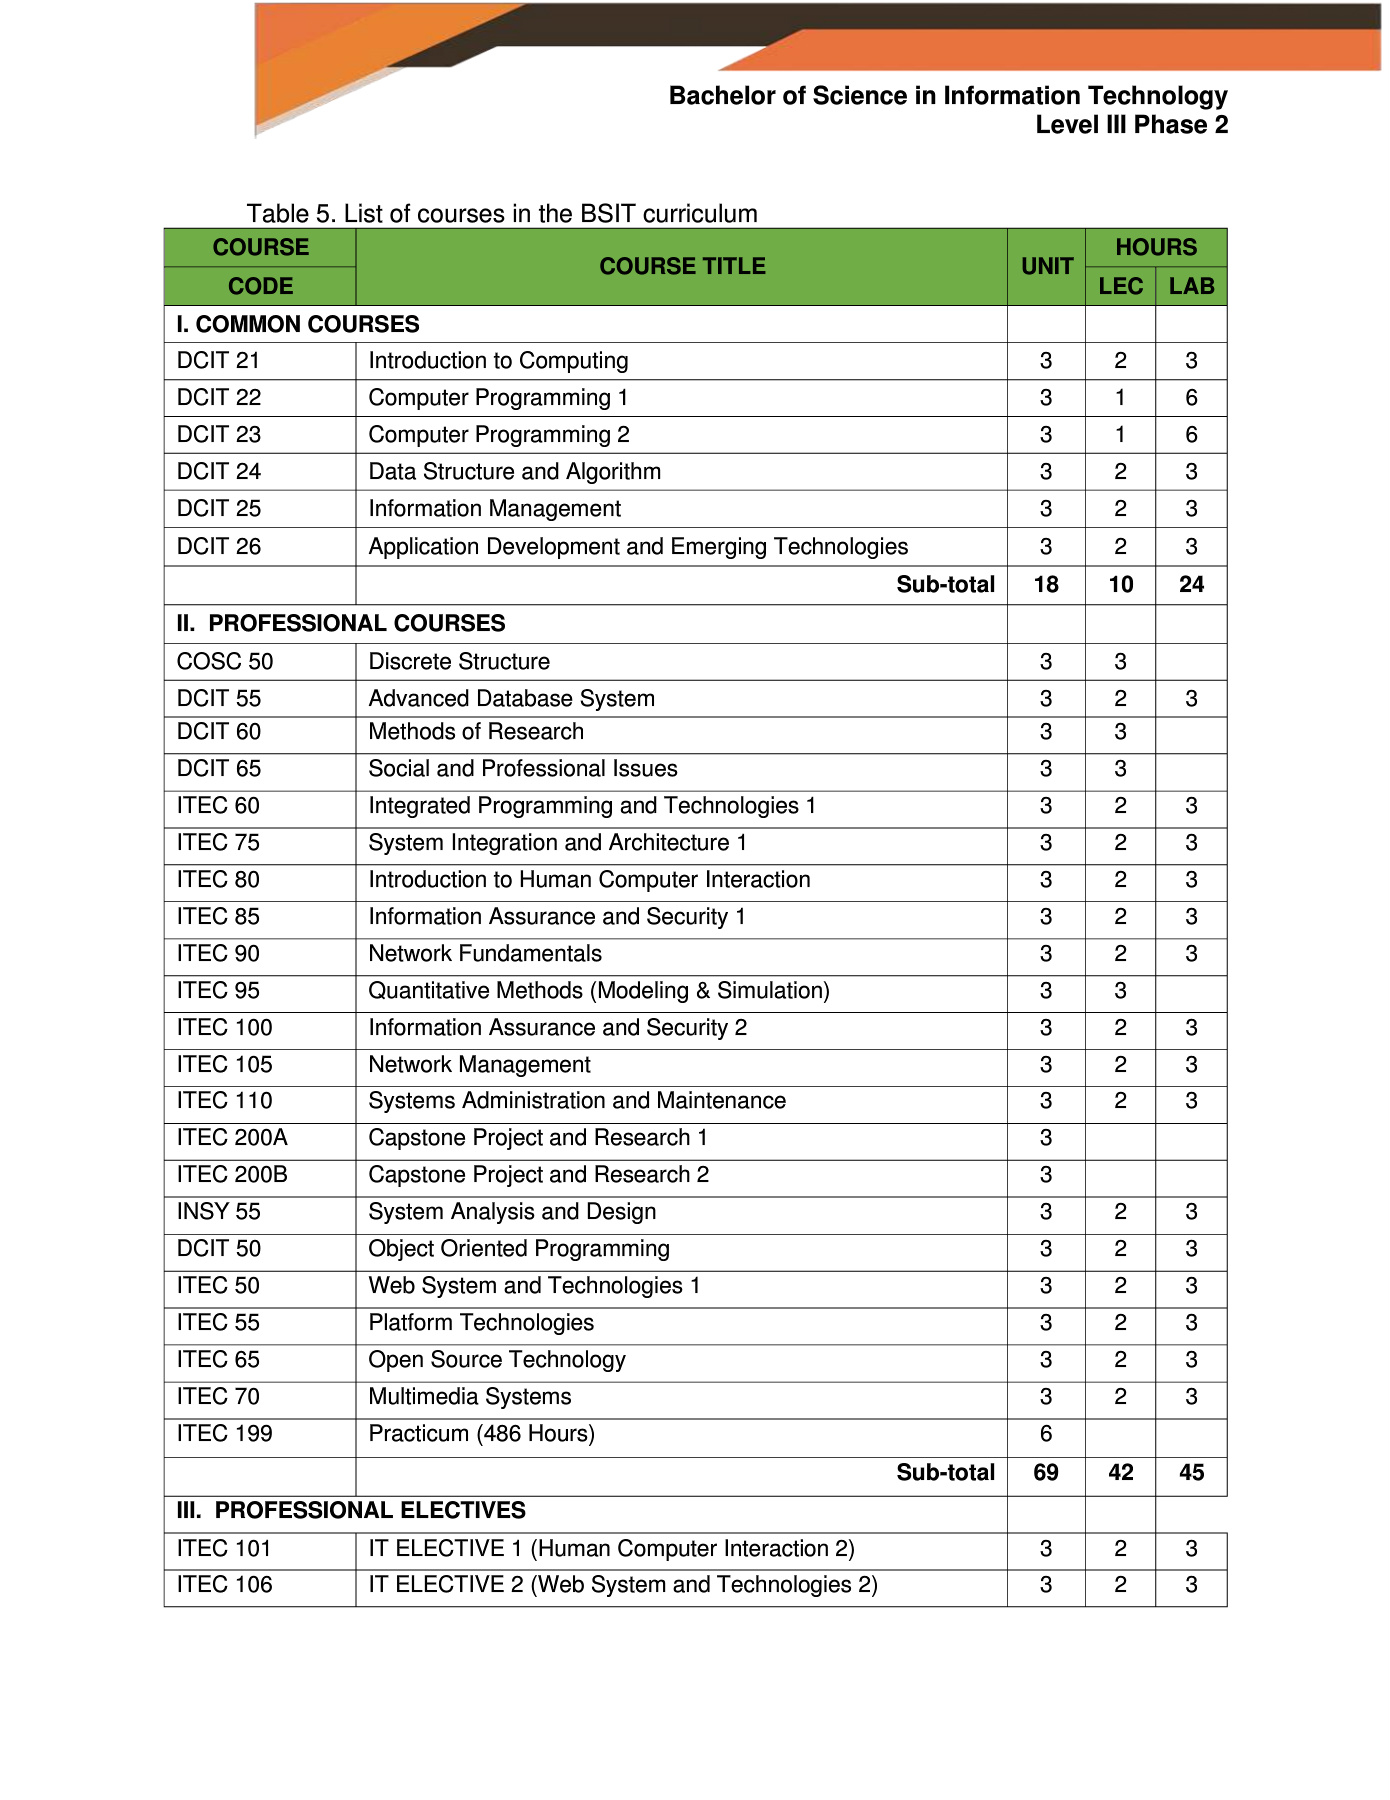 Bachelor of Science in Information Technology
Level III Phase 2
Table 5. List of courses in the BSIT curriculum
COURSE CODE COURSE TITLE UNIT HOURS
LEC LAB
I. COMMON COURSES
DCIT 21 Introduction to Computing 3 2 3
DCIT 22 Computer Programming 1 3 1 6
DCIT 23 Computer Programming 2 3 1 6
DCIT 24 Data Structure and Algorithm 3 2 3
DCIT 25 Information Management 3 2 3
DCIT 26 Application Development and Emerging Technologies 3 2 3
Sub-total 18 10 24
II. PROFESSIONAL COURSES
COSC 50 Discrete Structure 3 3
DCIT 55 Advanced Database System 3 2 3
DCIT 60 Methods of Research 3 3
DCIT 65 Social and Professional Issues 3 3
ITEC 60 Integrated Programming and Technologies 1 3 2 3
ITEC 75 System Integration and Architecture 1 3 2 3
ITEC 80 Introduction to Human Computer Interaction 3 2 3
ITEC 85 Information Assurance and Security 1 3 2 3
ITEC 90 Network Fundamentals 3 2 3
ITEC 95 Quantitative Methods (Modeling & Simulation) 3 3
ITEC 100 Information Assurance and Security 2 3 2 3
ITEC 105 Network Management 3 2 3
ITEC 110 Systems Administration and Maintenance 3 2 3
ITEC 200A Capstone Project and Research 1 3
ITEC 200B Capstone Project and Research 2 3
INSY 55 System Analysis and Design 3 2 3
DCIT 50 Object Oriented Programming 3 2 3
ITEC 50 Web System and Technologies 1 3 2 3
ITEC 55 Platform Technologies 3 2 3
ITEC 65 Open Source Technology 3 2 3
ITEC 70 Multimedia Systems 3 2 3
ITEC 199 Practicum (486 Hours) 6
Sub-total 69 42 45
III. PROFESSIONAL ELECTIVES
ITEC 101 IT ELECTIVE 1 (Human Computer Interaction 2) 3 2 3
ITEC 106 IT ELECTIVE 2 (Web System and Technologies 2) 3 2 3